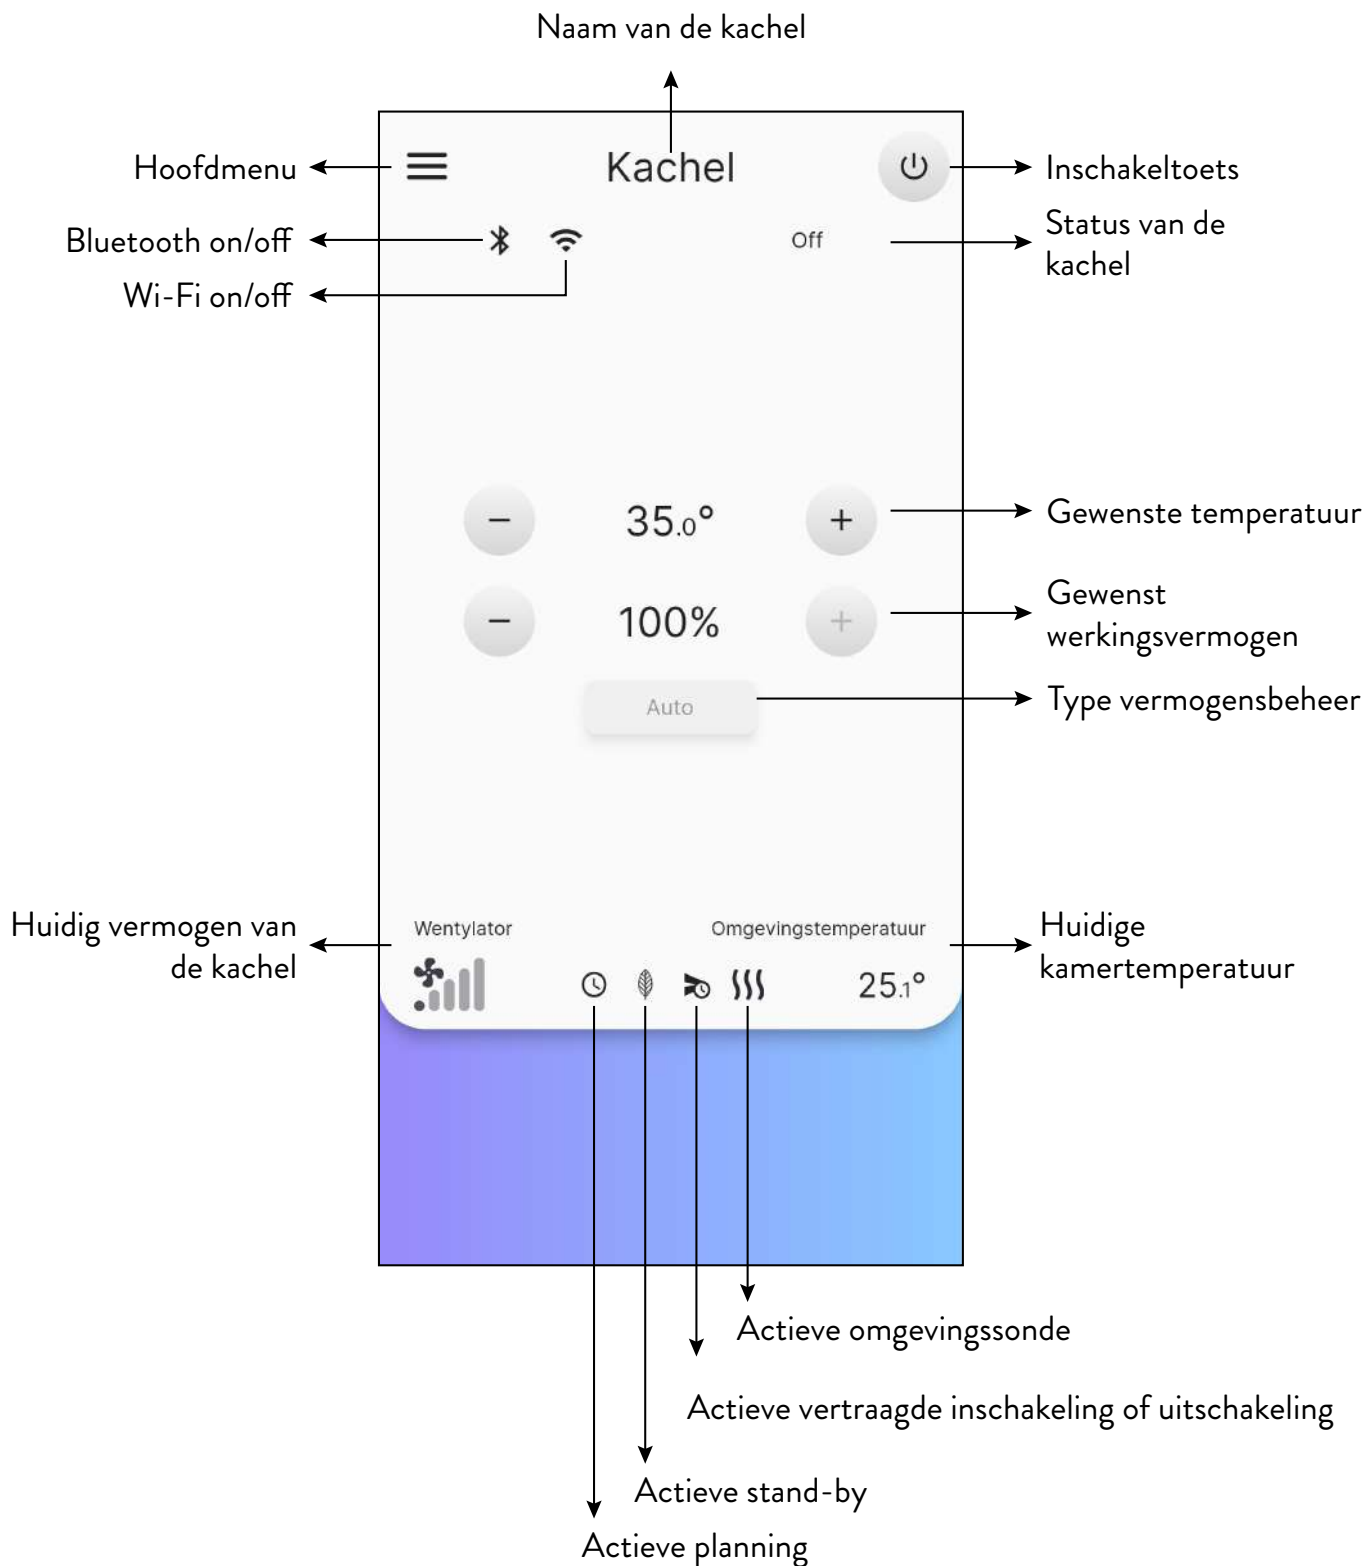 Naam van de kachel
Hoofdmenu
Kachel
Inschakeltoets
Bluetooth on/off
Off
Status van de
kachel
Wi-Fi on/off
35.0°
Gewenste temperatuur
100%
Gewenst
werkingsvermogen
Auto
Type vermogensbeheer
Huidig vermogen van
de kachel
Wentylator
Omgevingstemperatuur
25.1°
Huidige
kamertemperatuur
Actieve omgevingssonde
Actieve vertraagde inschakeling of uitschakeling
Actieve stand-by
Actieve planning